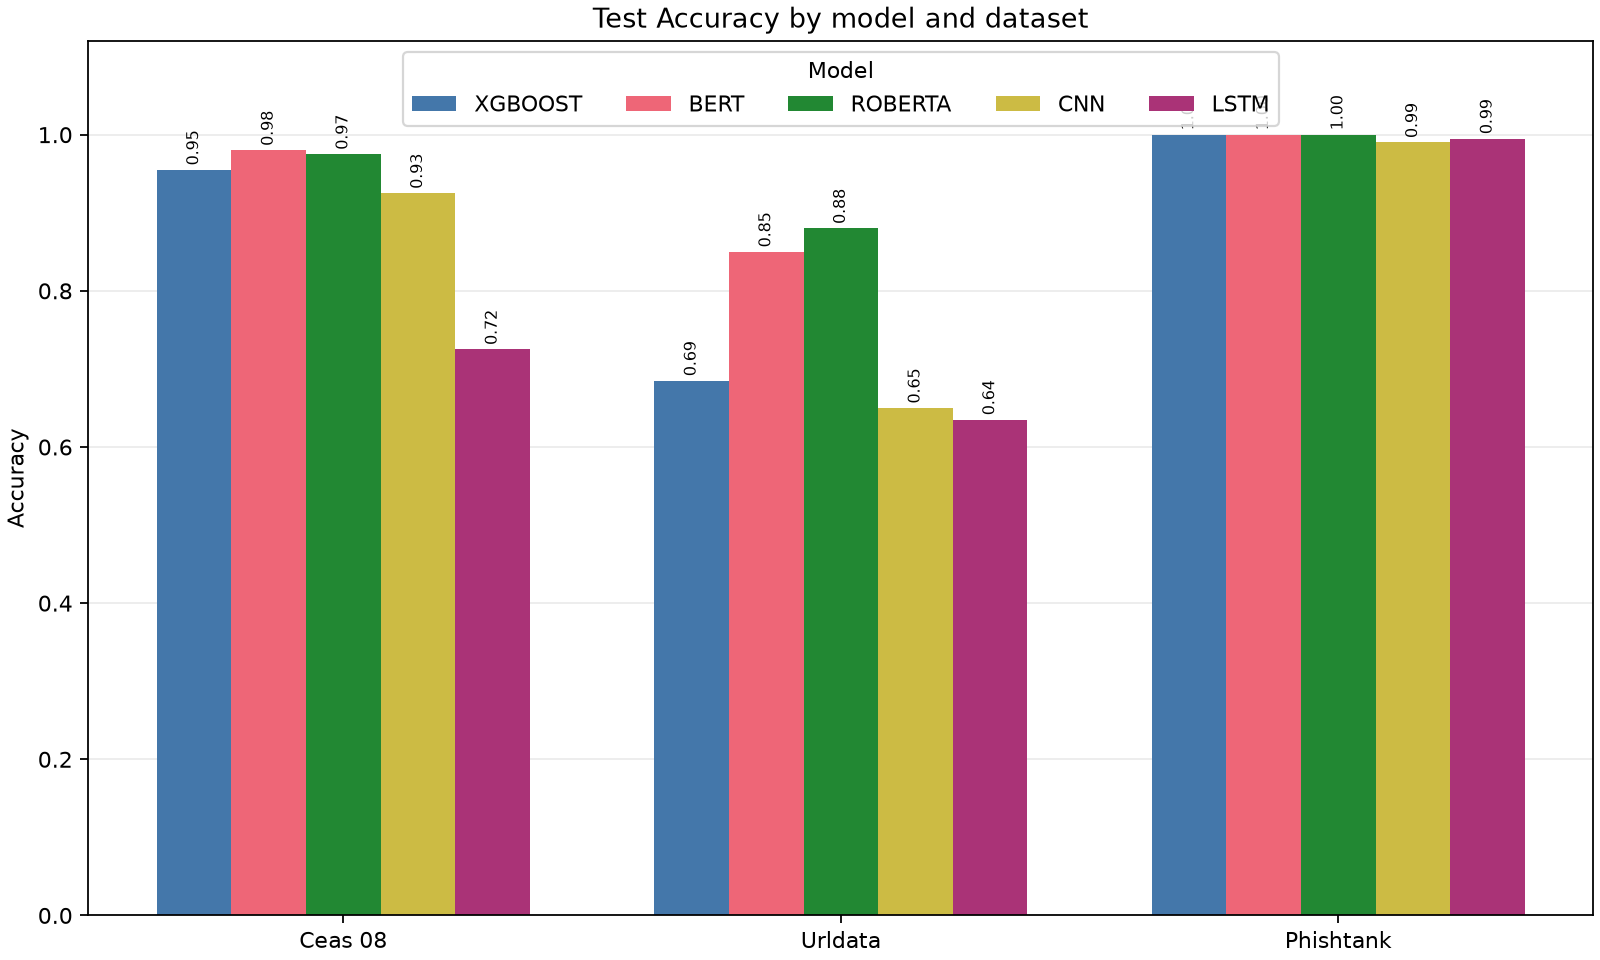 Test Accuracy by model and dataset
Model
XGBOOST BERT ROBERTA CNN LSTM
0.95 0.98 0.97 0.93 0.72
0.69 0.85 0.88 0.65 0.64
1.00 0.99 0.99
1.0
0.8
0.6
0.4
0.2
0.0
Accuracy
Ceas 08 Urldata Phishtank